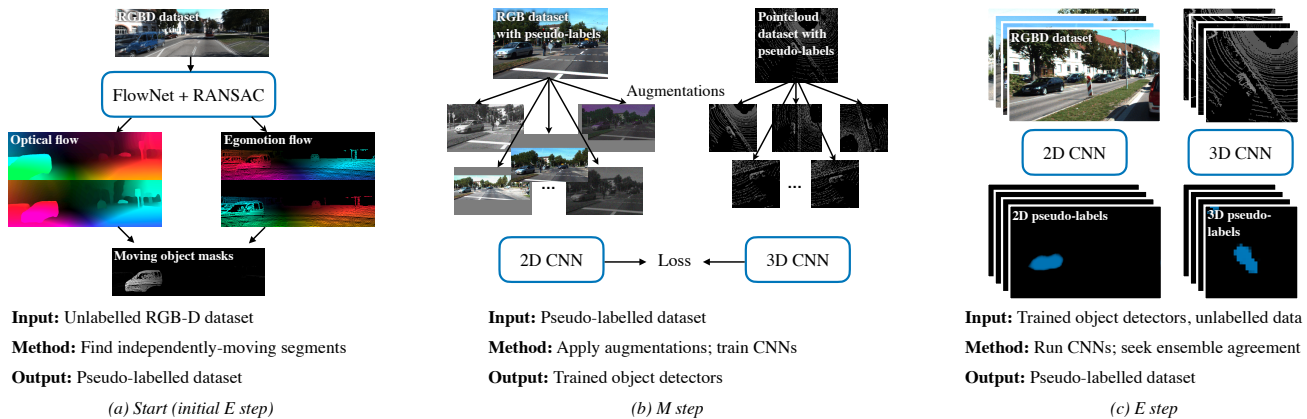 RGBD dataset
FlowNet + RANSAC
Optical flow
Egomotion flow
Moving object masks
Input: Unlabelled RGB-D dataset
Method: Find independently-moving segments
Output: Pseudo-labelled dataset
(a) Start (initial E step)
RGB dataset
with pseudo-labels
Pointcloud
dataset with
pseudo-labels
Augmentations
...
...
2D CNN
Loss
3D CNN
Input: Pseudo-labelled dataset
Method: Apply augmentations; train CNNs
Output: Trained object detectors
(b) M step
RGBD dataset
2D CNN
3D CNN
2D pseudo-labels
3D pseudo-
labels
Input: Trained object detectors, unlabelled data
Method: Run CNNs; seek ensemble agreement
Output: Pseudo-labelled dataset
(c) E step